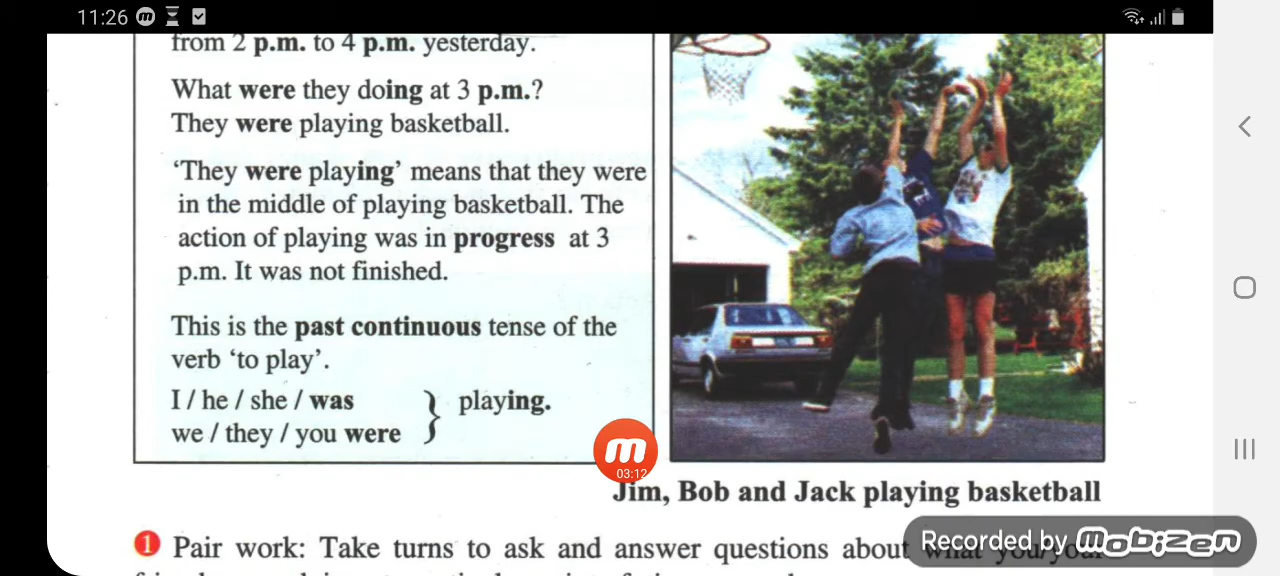 11:26
from 2 p.m. to 4 p.m. yesterday.
What were they doing at 3 p.m.?
They were playing basketball.
‘They were playing’ means that they were
in the middle of playing basketball. The
action of playing was in progress at 3
p.m. It was not finished.
This is the past continuous tense of the
verb ‘to play’.
I / he / she / was
we / they / you were
} playing.
m
03:12
Jim, Bob and Jack playing basketball
1 Pair work: Take turns to ask and answer questions about what you/your
Recorded by mobizen